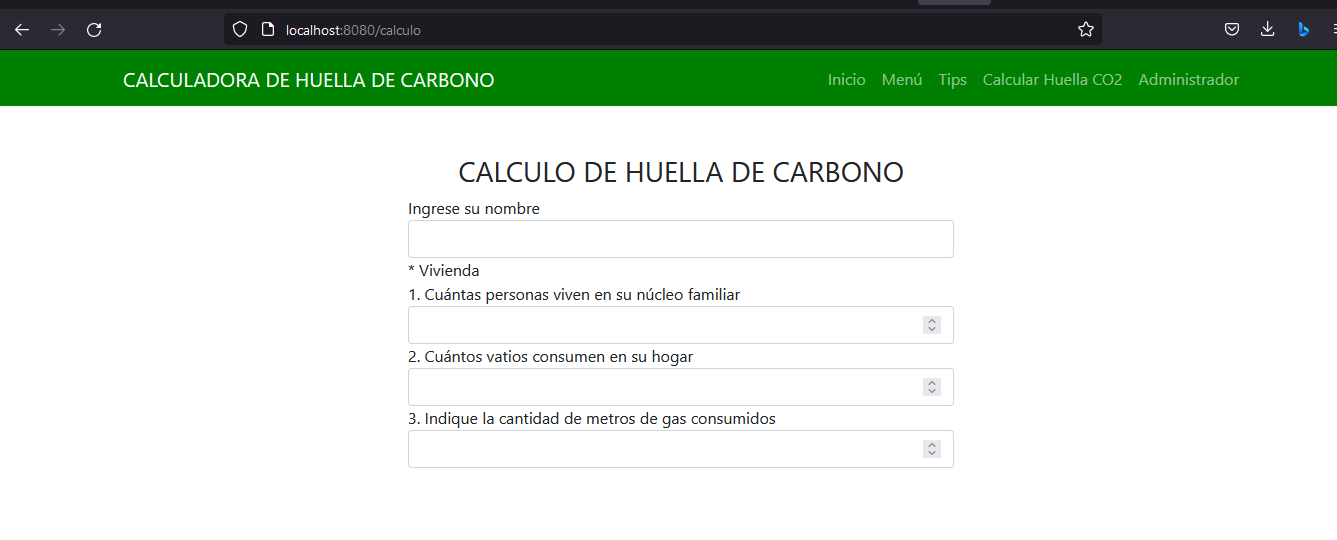 localhost:8080/calculo
CALCULADORA DE HUELLA DE CARBONO
Inicio Menú Tips Calcular Huella CO2 Administrador
CALCULO DE HUELLA DE CARBONO
Ingrese su nombre
* Vivienda
1. Cuántas personas viven en su núcleo familiar
2. Cuántos vatios consumen en su hogar
3. Indique la cantidad de metros de gas consumidos